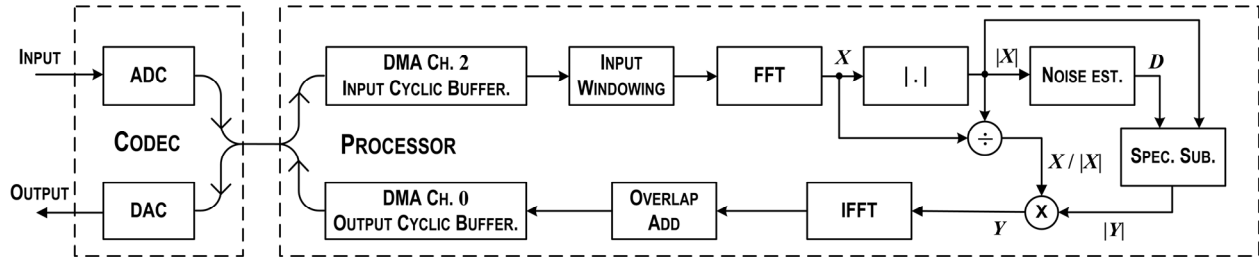 INPUT
ADC
CODEC
OUTPUT
DAC
PROCESSOR
DMA CH. 2
INPUT CYCLIC BUFFER.
INPUT
WINDOWING
FFT
X
| . |
|X|
NOISE EST.
D
÷
X / |X|
SPEC. SUB.
|Y|
X
Y
IFFT
OVERLAP
ADD
DMA CH. 0
OUTPUT CYCLIC BUFFER.